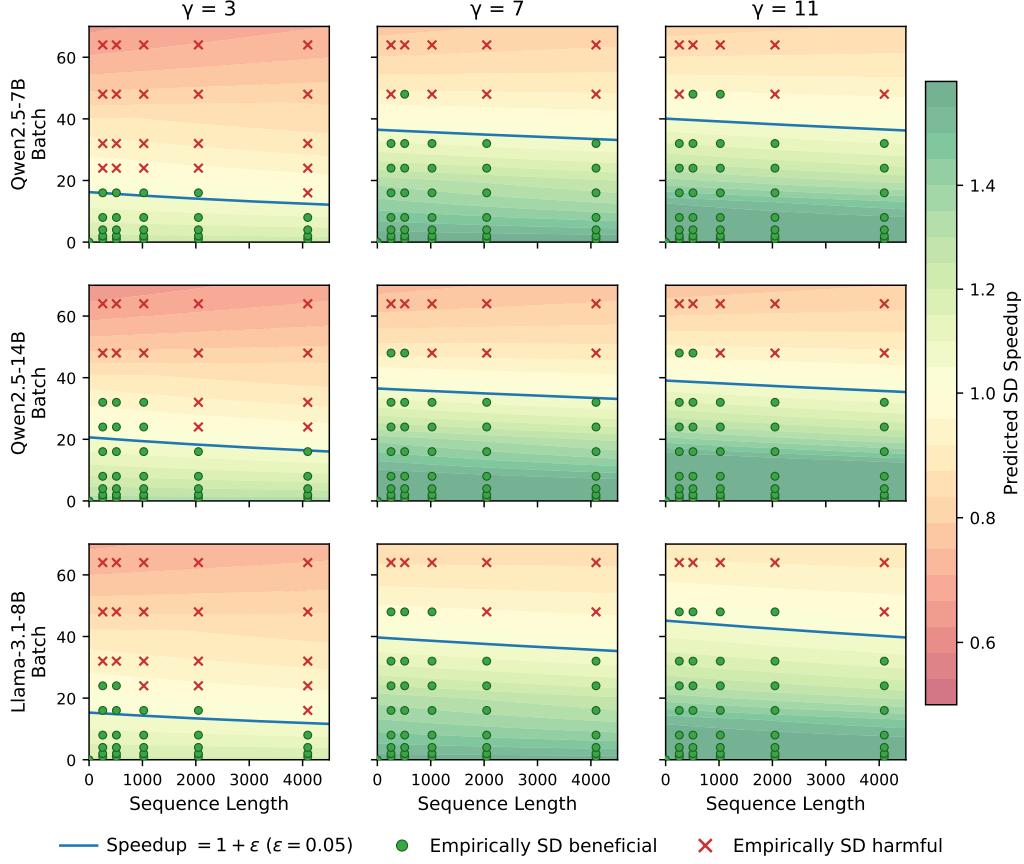 γ = 3
γ = 7
γ = 11
Qwen2.5-7B
Batch
60
40
20
0
Qwen2.5-14B
Batch
60
40
20
0
Llama-3.1-8B
Batch
60
40
20
0
0 1000 2000 3000 4000
0 1000 2000 3000 4000
0 1000 2000 3000 4000
Sequence Length
Sequence Length
Sequence Length
1.4
1.2
1.0
0.8
0.6
Predicted SD Speedup
Speedup = 1 + ε (ε = 0.05)
Empirically SD beneficial
Empirically SD harmful